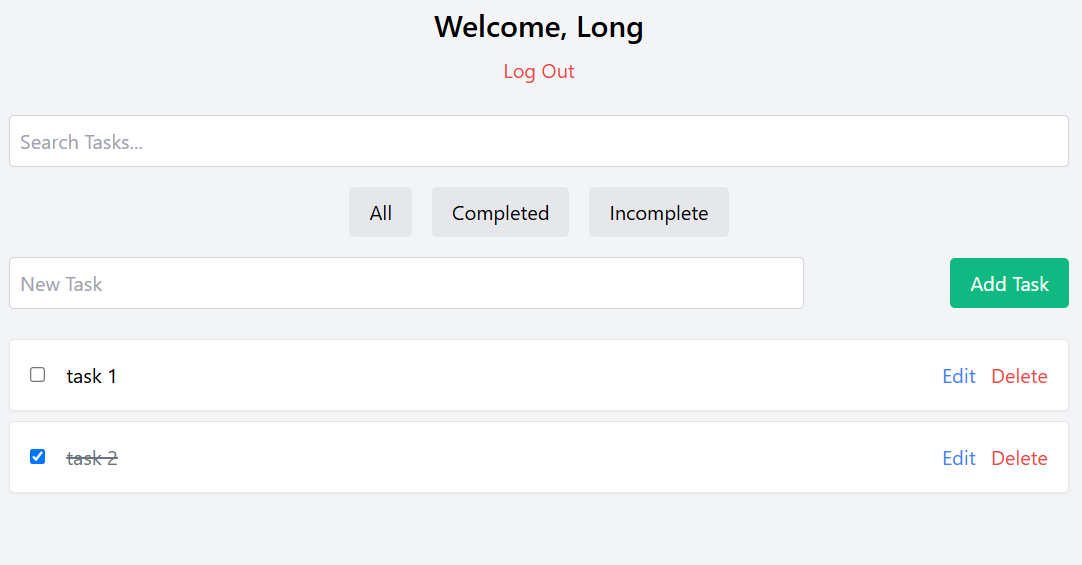 Welcome, Long
Log Out
Search Tasks...
All Completed Incomplete
New Task Add Task
task 1 Edit Delete
task 2 Edit Delete